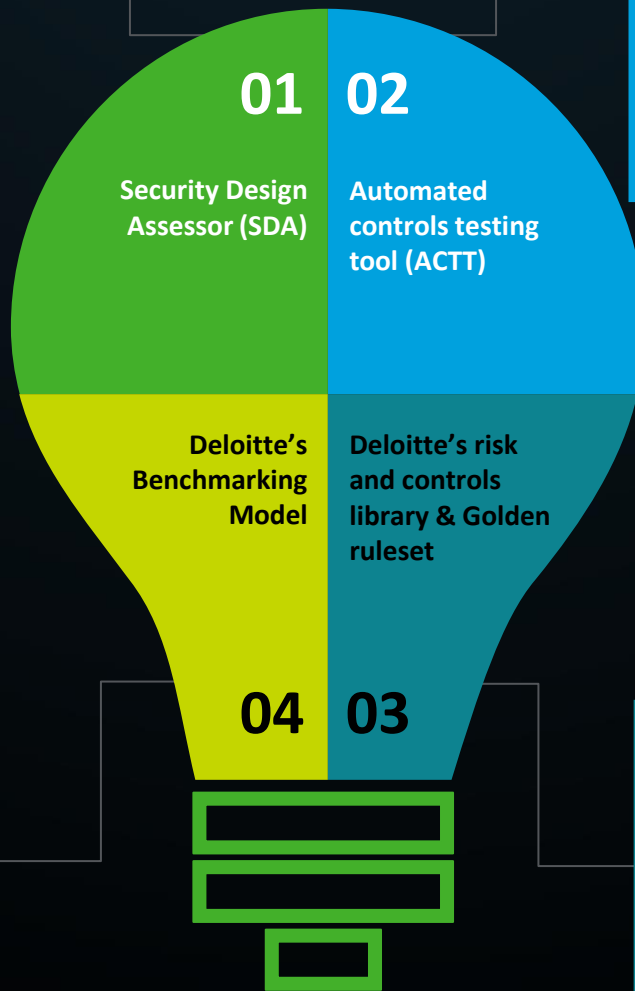 01
Security Design
Assessor (SDA)
02
Automated
controls testing
tool (ACTT)
Deloitte’s
Benchmarking
Model
04
Deloitte’s risk
and controls
library & Golden
ruleset
03